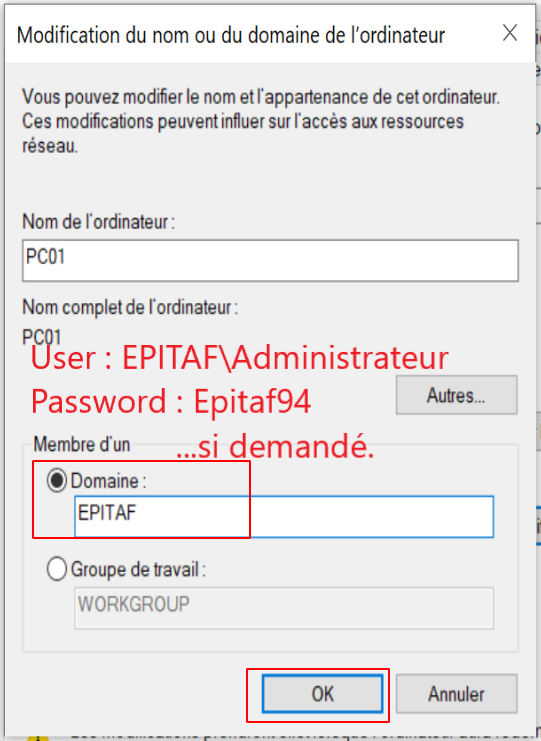 Modification du nom ou du domaine de l'ordinateur
Vous pouvez modifier le nom et l'appartenance de cet ordinateur.
Ces modifications peuvent influer sur l'accès aux ressources
réseau.
Nom de l'ordinateur :
PC01
Nom complet de l'ordinateur :
PC01
User : EPITAF\Administrateur
Password : Epitaf94
Autres...
...si demandé.
Membre d'un
Domaine :
EPITAF
Groupe de travail :
WORKGROUP
OK
Annuler